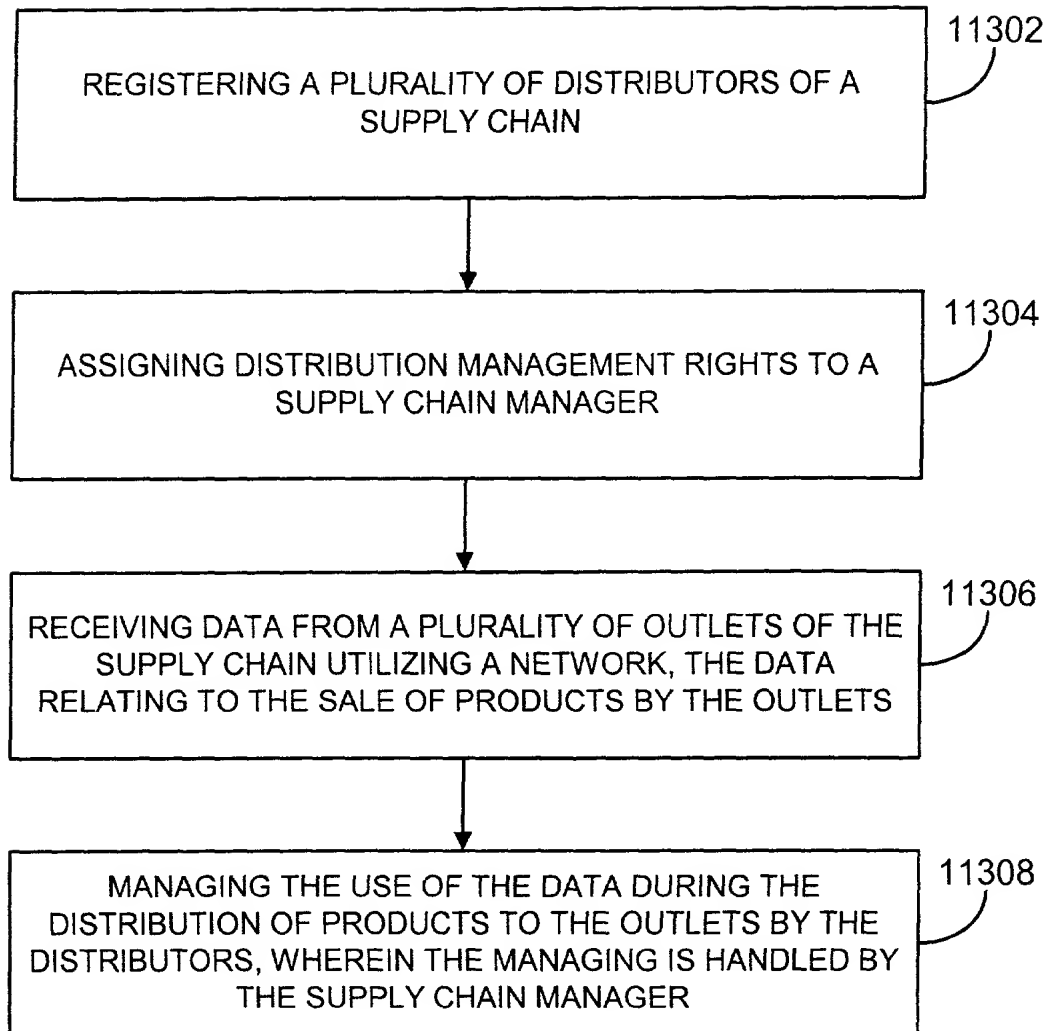 11302
REGISTERING A PLURALITY OF DISTRIBUTORS OF A
SUPPLY CHAIN
11304
ASSIGNING DISTRIBUTION MANAGEMENT RIGHTS TO A
SUPPLY CHAIN MANAGER
11306
RECEIVING DATA FROM A PLURALITY OF OUTLETS OF THE
SUPPLY CHAIN UTILIZING A NETWORK, THE DATA
RELATING TO THE SALE OF PRODUCTS BY THE OUTLETS
11308
MANAGING THE USE OF THE DATA DURING THE
DISTRIBUTION OF PRODUCTS TO THE OUTLETS BY THE
DISTRIBUTORS, WHEREIN THE MANAGING IS HANDLED BY
THE SUPPLY CHAIN MANAGER